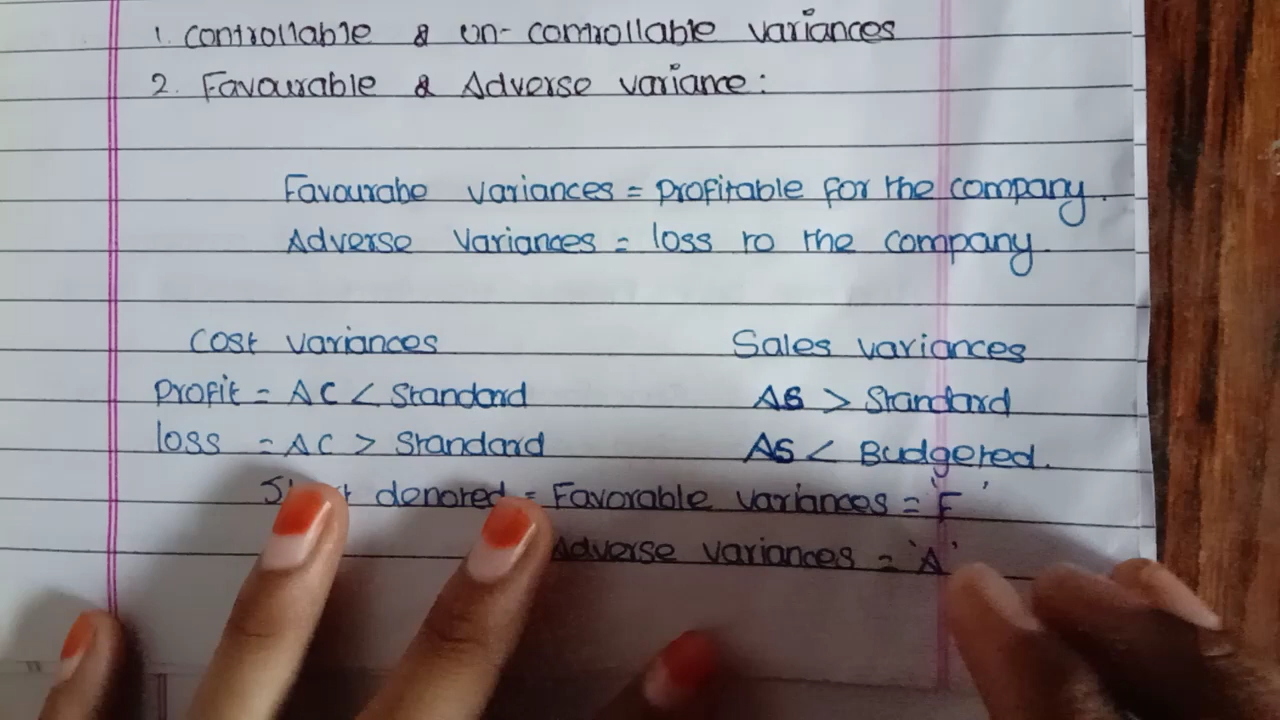 1. Controllable & un-controllable variances
2. Favourable & Adverse variance:
Favourabe variances = profitable for the company.
Adverse variances = loss to the company
Cost variances Sales variances
Profit = AC < Standard AS > Standard
loss = AC > Standard AS < Budgeted.
denoted = Favorable variances = 'F'
Adverse variances = 'A'